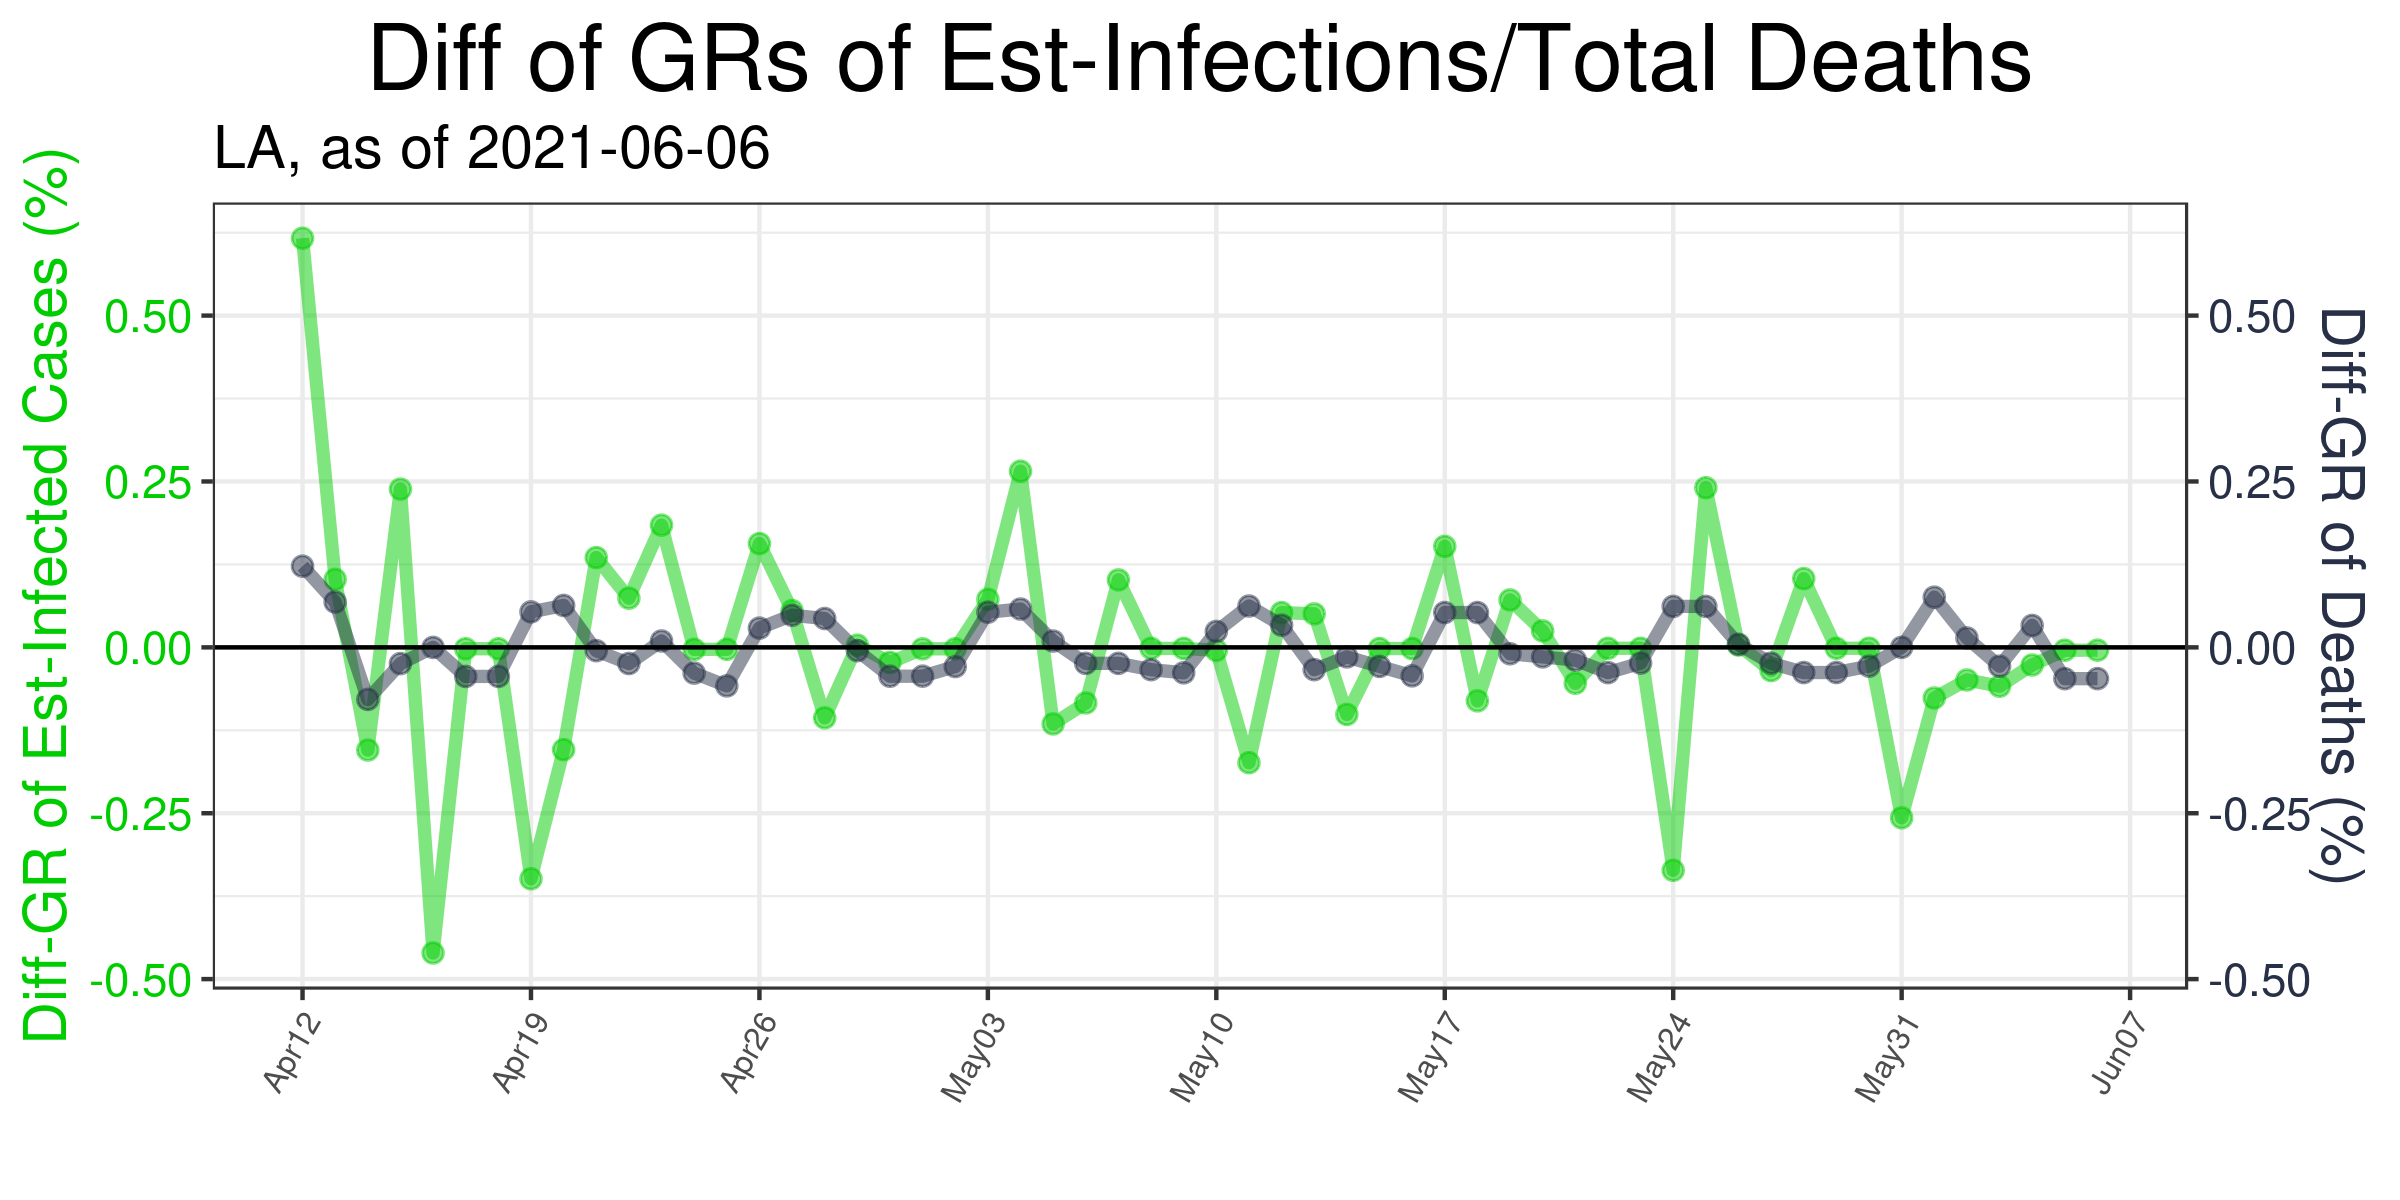 Diff of GRs of Est-Infections/Total Deaths
LA, as of 2021-06-06
Diff-GR of Est-Infected Cases (%)
0.50
0.25
0.00
-0.25
-0.50
0.50
0.25
0.00
-0.25
-0.50
Diff-GR of Deaths (%)
Apr12
Apr19
Apr26
May03
May10
May17
May24
May31
Jun07